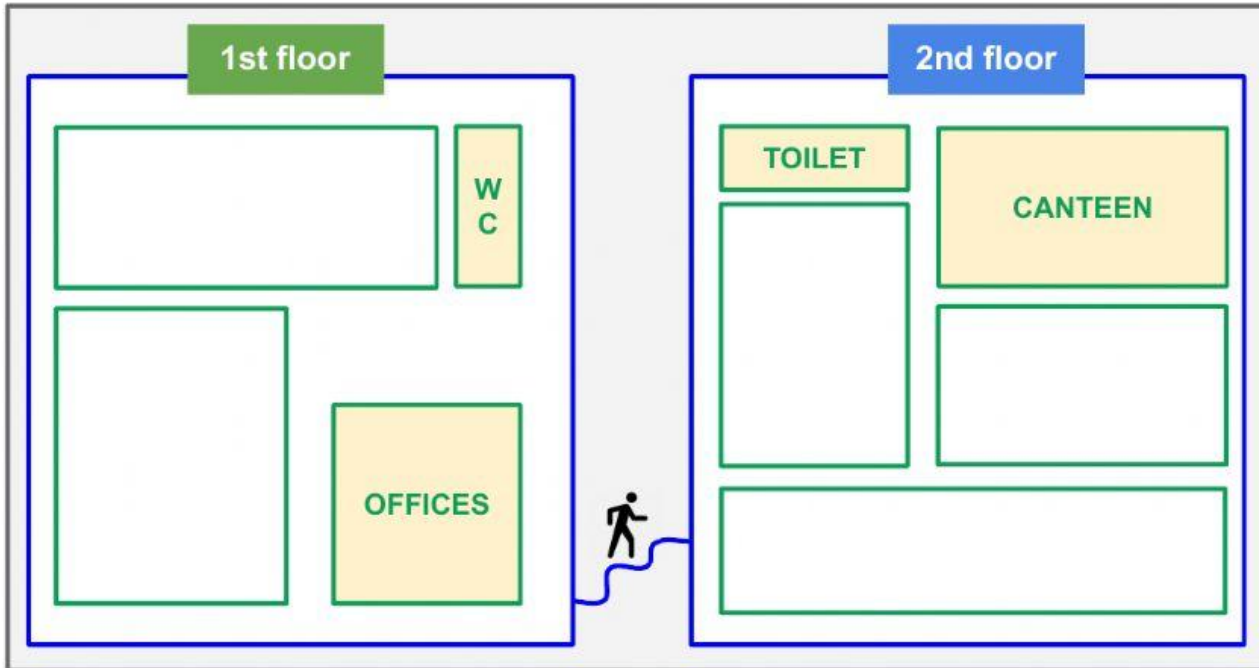 1st floor
2nd floor
W
C
OFFICES
TOILET
CANTEEN